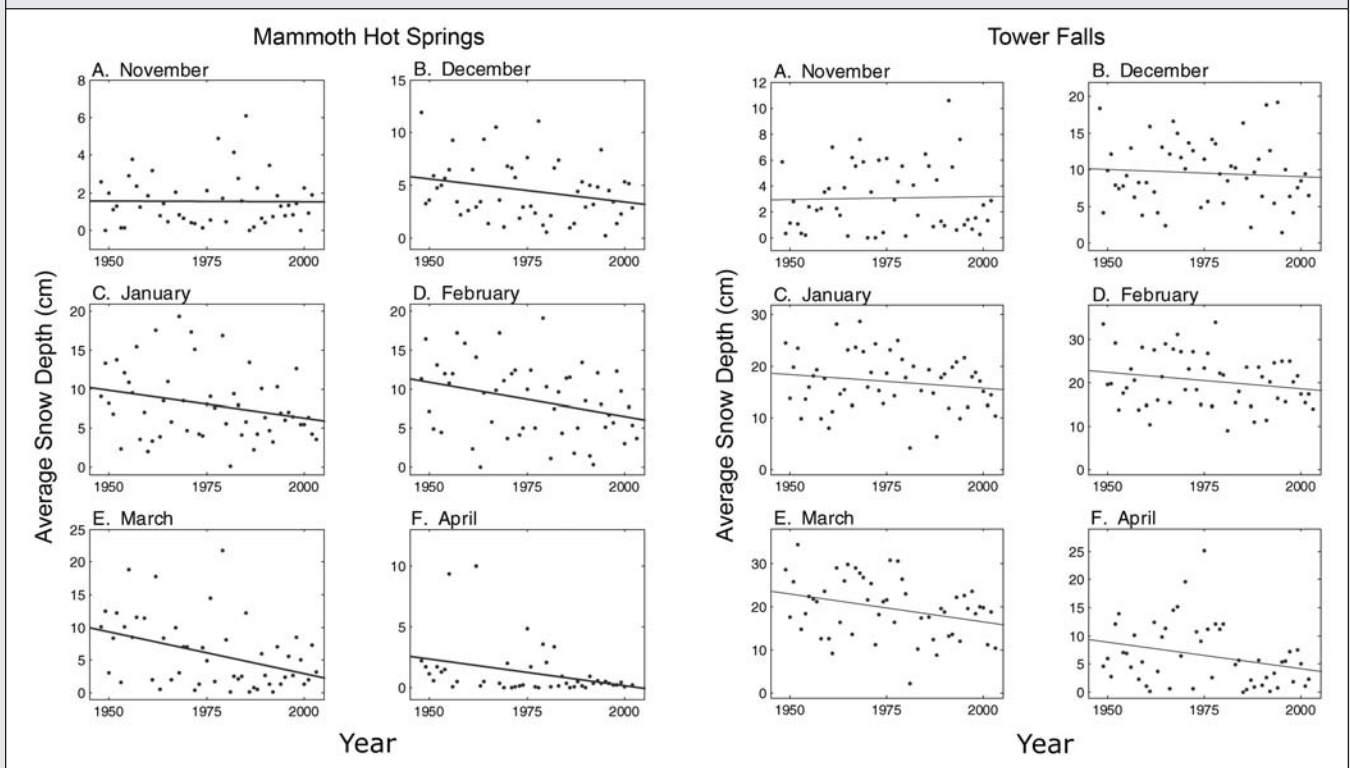 Mammoth Hot Springs
Tower Falls
Average Snow Depth (cm)
A. November
8
6
4
2
0
1950 1975 2000
B. December
15
10
5
0
1950 1975 2000
C. January
20
15
10
5
0
1950 1975 2000
D. February
20
15
10
5
0
1950 1975 2000
E. March
25
20
15
10
5
0
1950 1975 2000
F. April
10
5
0
1950 1975 2000
Year
Average Snow Depth (cm)
A. November
12
10
8
6
4
2
0
1950 1975 2000
B. December
20
15
10
5
0
1950 1975 2000
C. January
30
20
10
0
1950 1975 2000
D. February
30
20
10
0
1950 1975 2000
E. March
30
20
10
0
1950 1975 2000
F. April
25
20
15
10
5
0
1950 1975 2000
Year